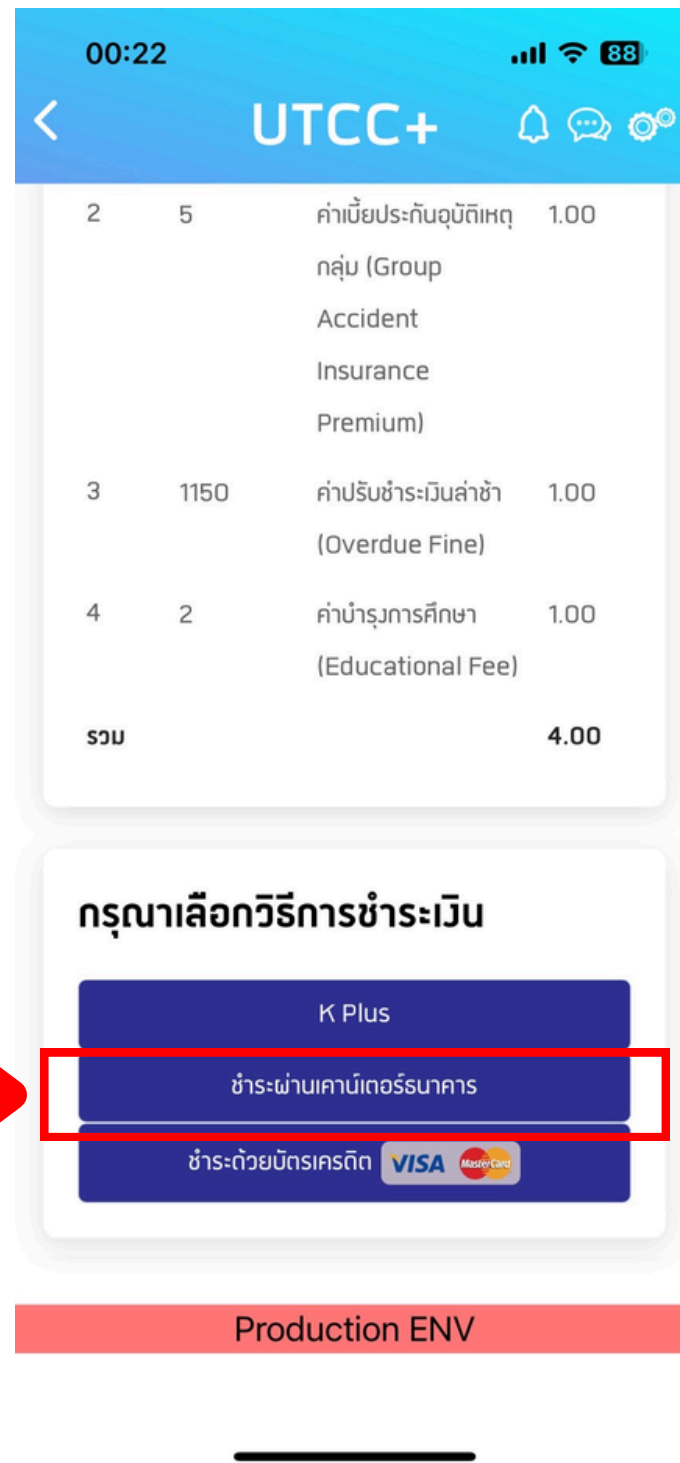 00:22 88
UTCC+
2 5 ค่าเบี้ยประกันอุบัติเหตุ 1.00
กลุ่ม (Group
Accident
Insurance
Premium)
3 1150 ค่าปรับชำระเงินล่าช้า 1.00
(Overdue Fine)
4 2 ค่าบำรุงการศึกษา 1.00
(Educational Fee)
รวม 4.00
กรุณาเลือกวิธีการชำระเงิน
K Plus
ชำระผ่านเคาน์เตอร์ธนาคาร
ชำระด้วยบัตรเครดิต VISA MasterCard
Production ENV